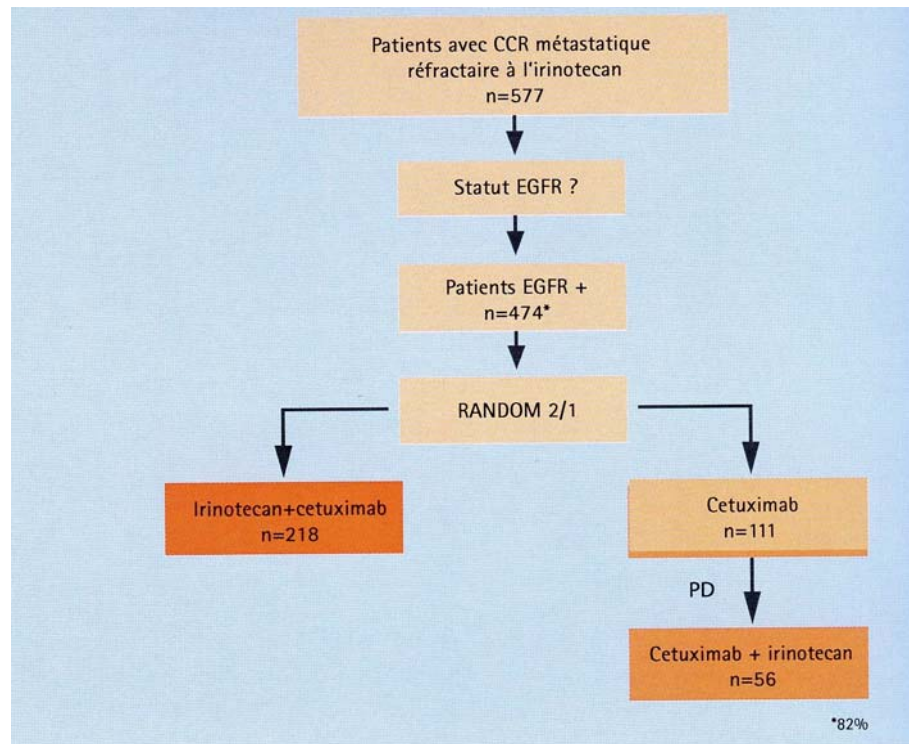 Patients avec CCR métastatique
réfractaire à l'irinotecan
n=577
Statut EGFR ?
Patients EGFR +
n=474*
RANDOM 2/1
Irinotecan+cetuximab
n=218
Cetuximab
n=111
PD
Cetuximab + irinotecan
n=56
*82%